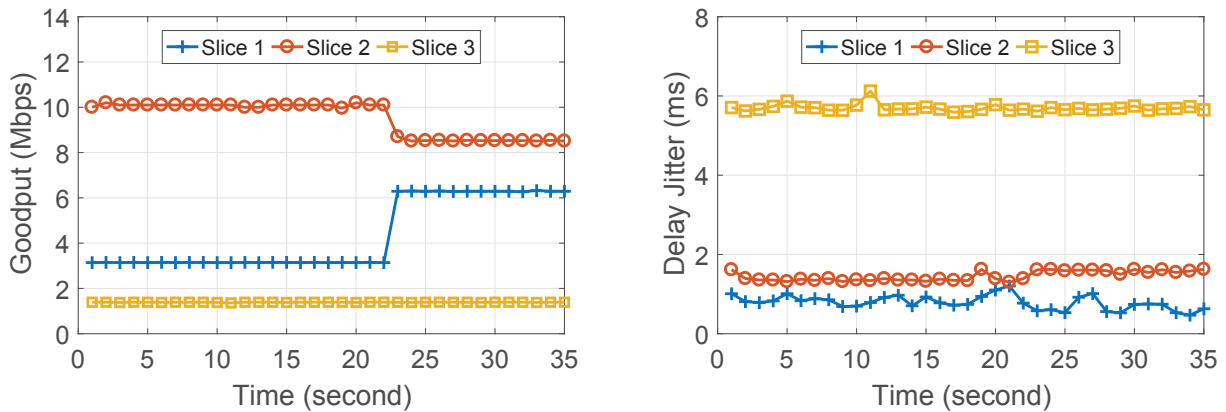 14
12
10
8
6
4
2
0
Goodput (Mbps)
Slice 1 Slice 2 Slice 3
0 5 10 15 20 25 30 35
Time (second)
8
6
4
2
0
Delay Jitter (ms)
Slice 1 Slice 2 Slice 3
0 5 10 15 20 25 30 35
Time (second)